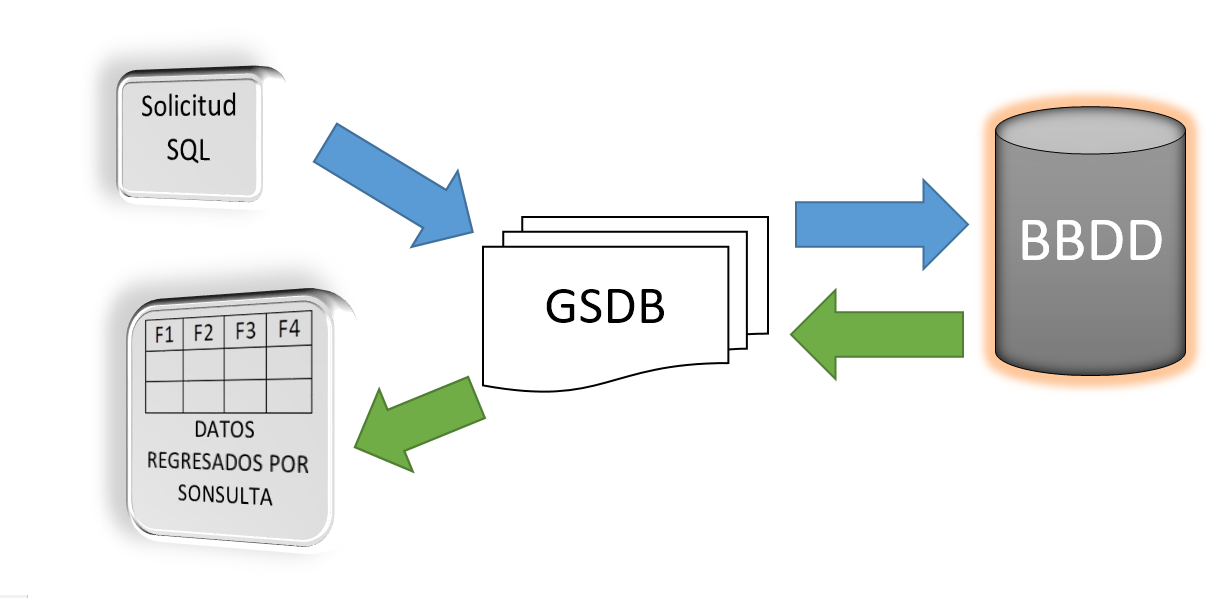 Solicitud
SQL
GSDB
BBDD
F1 F2 F3 F4
DATOS
REGRESADOS POR
SONSULTA